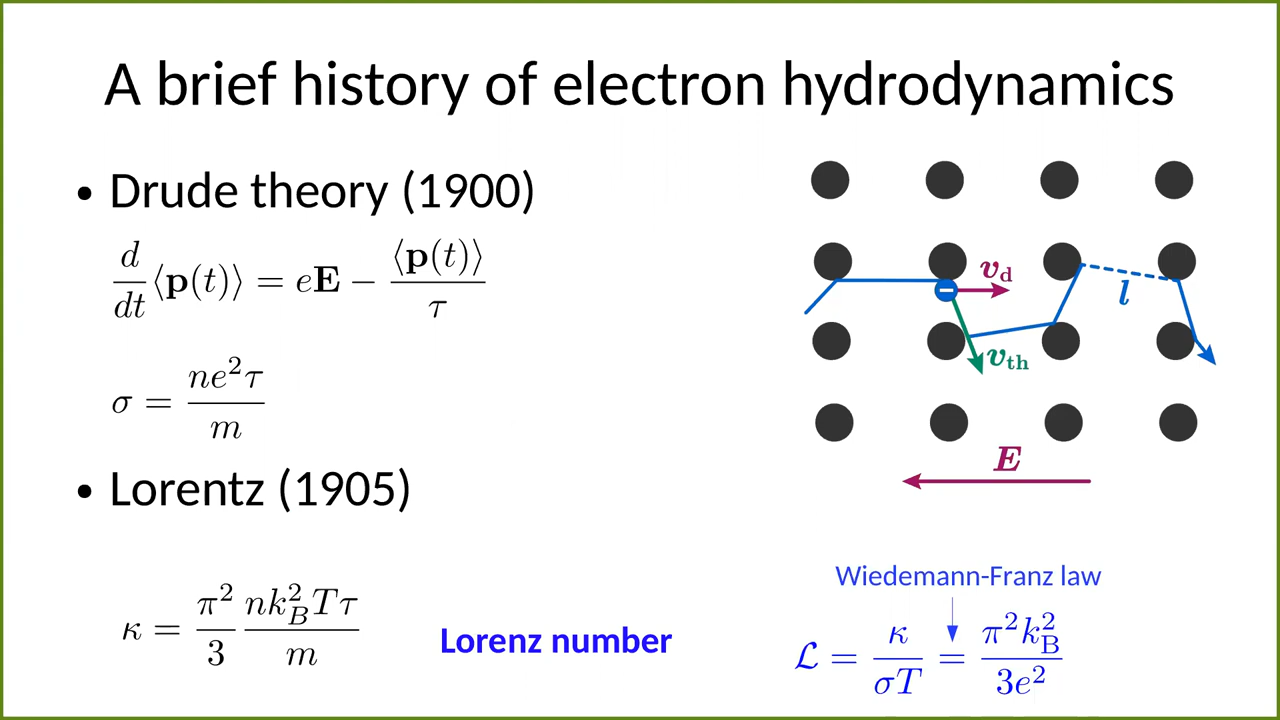 A brief history of electron hydrodynamics
• Drude theory (1900)
d/dt ⟨p(t)⟩ = eE − ⟨p(t)⟩/τ
σ = ne²τ/m
• Lorentz (1905)
κ = π²/3 nk_B²Tτ/m
Lorenz number
v_d
l
v_th
E
Wiedemann-Franz law
ℒ = κ/σT = π²k_B²/3e²